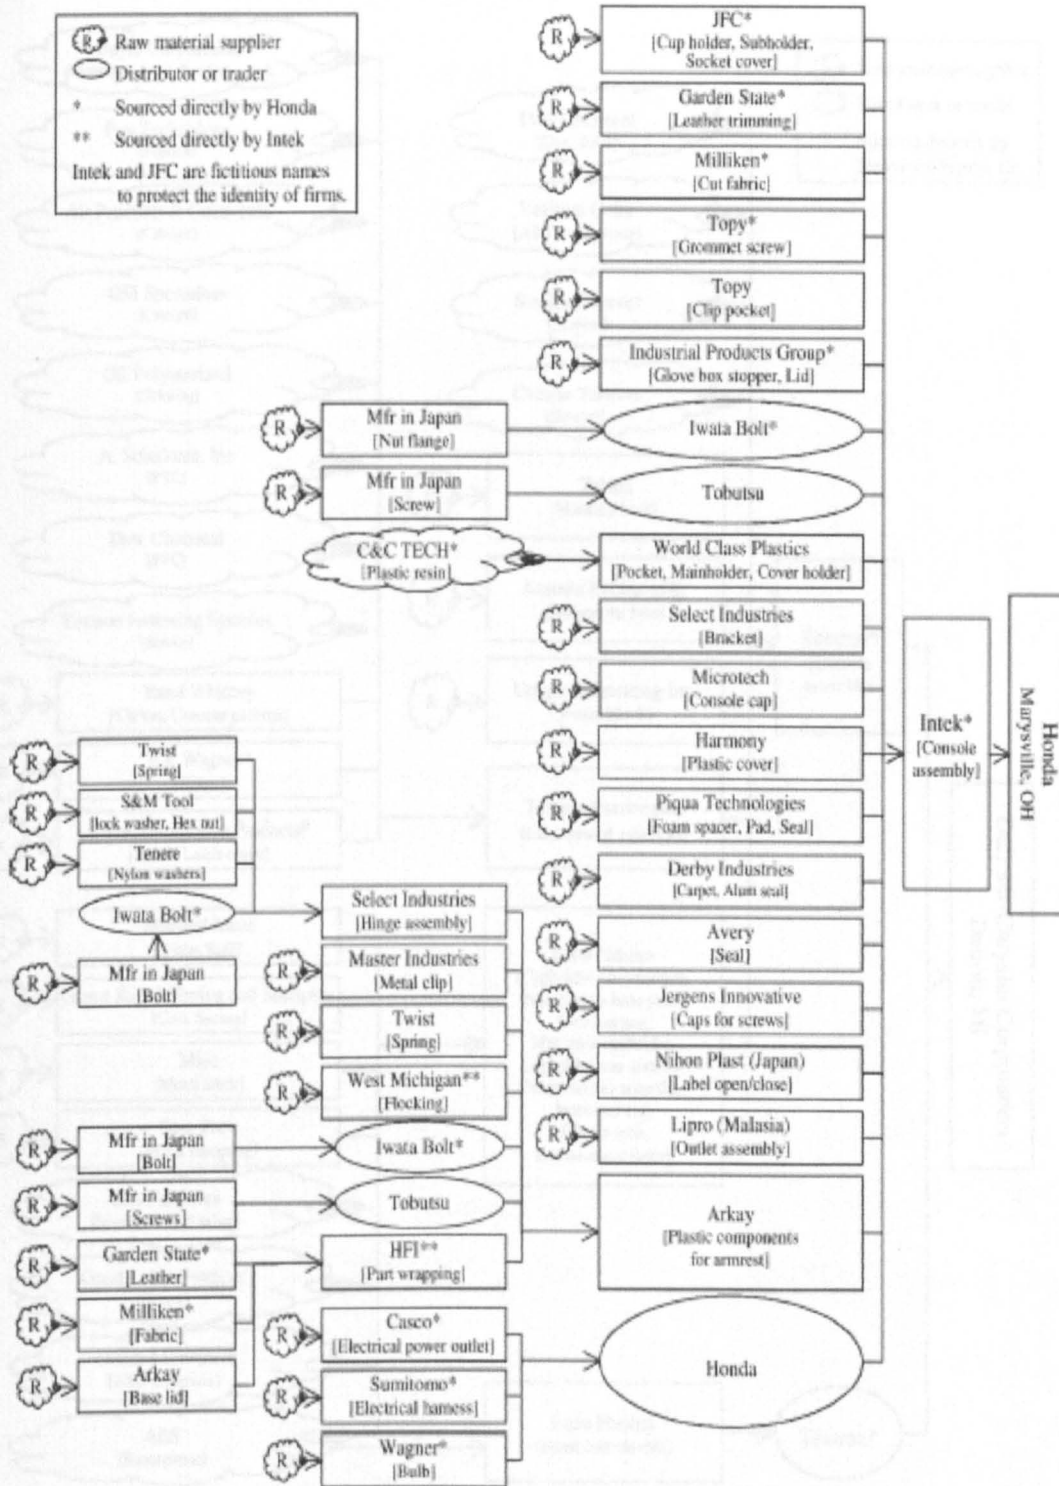 R Raw material supplier
Distributor or trader
* Sourced directly by Honda
** Sourced directly by Intek
Intek and JFC are fictitious names
to protect the identity of firms.
R
JFC*
[Cup holder, Subholder,
Socket cover]
R
Garden State*
[Leather trimming]
R
Milliken*
[Cut fabric]
R
Topy*
[Grommet screw]
R
Topy
[Clip pocket]
R
Industrial Products Group*
[Glove box stopper, Lid]
R
Mfr in Japan
[Nut flange]
Iwata Bolt*
R
Mfr in Japan
[Screw]
Tobutsu
C&C TECH*
[Plastic resin]
World Class Plastics
[Pocket, Mainholder, Cover holder]
R
Select Industries
[Bracket]
R
Microtech
[Console cap]
R
Harmony
[Plastic cover]
R
Piqua Technologies
[Foam spacer, Pad, Seal]
R
Derby Industries
[Carpet, Alum seal]
R
Avery
[Seal]
R
Jergens Innovative
[Caps for screws]
R
Nihon Plast (Japan)
[Label open/close]
R
Lipro (Malasia)
[Outlet assembly]
Arkay
[Plastic components
for armrest]
Honda
Intek*
[Console
assembly]
Honda
Marysville, OH
R
Twist
[Spring]
R
S&M Tool
[lock washer, Hex nut]
R
Tenere
[Nylon washers]
Iwata Bolt*
R
Mfr in Japan
[Bolt]
Select Industries
[Hinge assembly]
R
Master Industries
[Metal clip]
R
Twist
[Spring]
R
West Michigan**
[Flocking]
R
Mfr in Japan
[Bolt]
Iwata Bolt*
R
Mfr in Japan
[Screws]
Tobutsu
R
Garden State*
[Leather]
R
Milliken*
[Fabric]
R
Arkay
[Base lid]
HFI**
[Part wrapping]
R
Casco*
[Electrical power outlet]
R
Sumitomo*
[Electrical harness]
R
Wagner*
[Bulb]